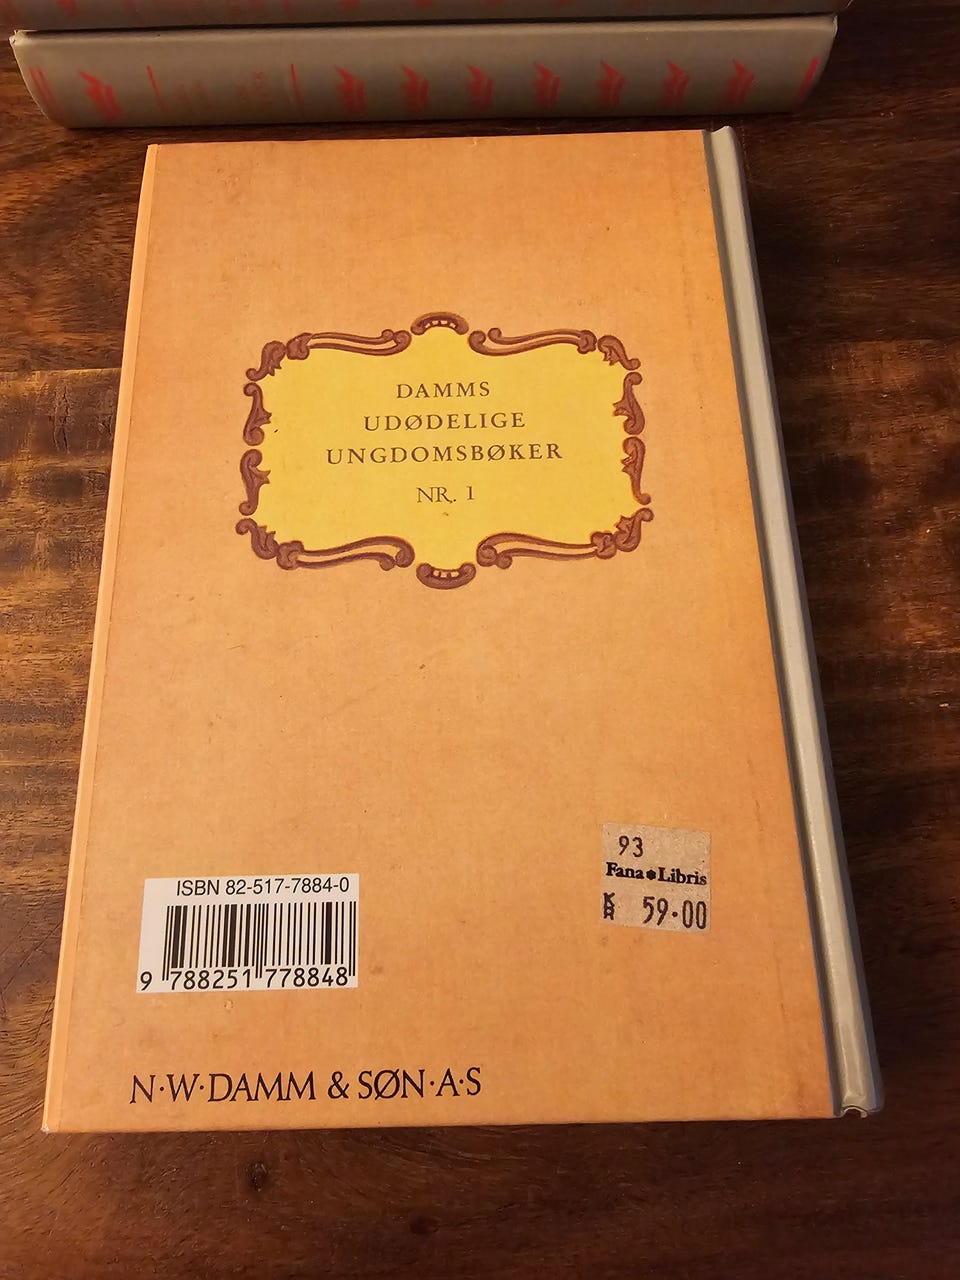 DAMMS
UDØDELIGE
UNGDOMSBØKER
NR. 1
93
Fana Libris
KR 59.00
ISBN 82-517-7884-0
9 788251 778848
N·W·DAMM & SØN·A·S